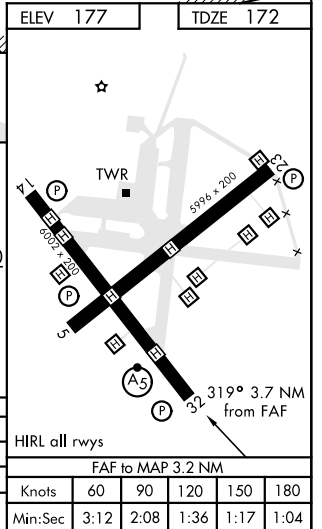 ELEV 177
TDZE 172
TWR
P
14
23
P
5996 x 200
6002 x 200
H
H
H
H
H
H
H
H
H
P
H
H
5
H
H
A5
P
32
319° 3.7 NM
from FAF
HIRL all rwys
FAF to MAP 3.2 NM
Knots 60 90 120 150 180
Min:Sec 3:12 2:08 1:36 1:17 1:04